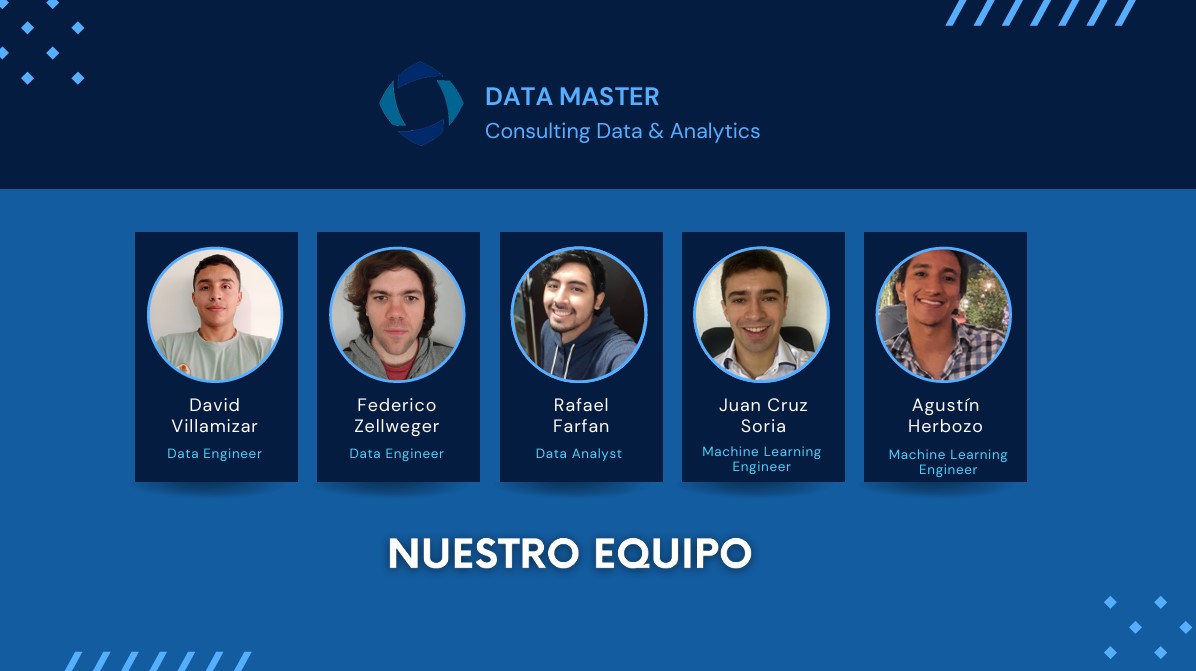 DATA MASTER
Consulting Data & Analytics
David
Villamizar
Data Engineer
Federico
Zellweger
Data Engineer
Rafael
Farfan
Data Analyst
Juan Cruz
Soria
Machine Learning
Engineer
Agustín
Herbozo
Machine Learning
Engineer
NUESTRO EQUIPO